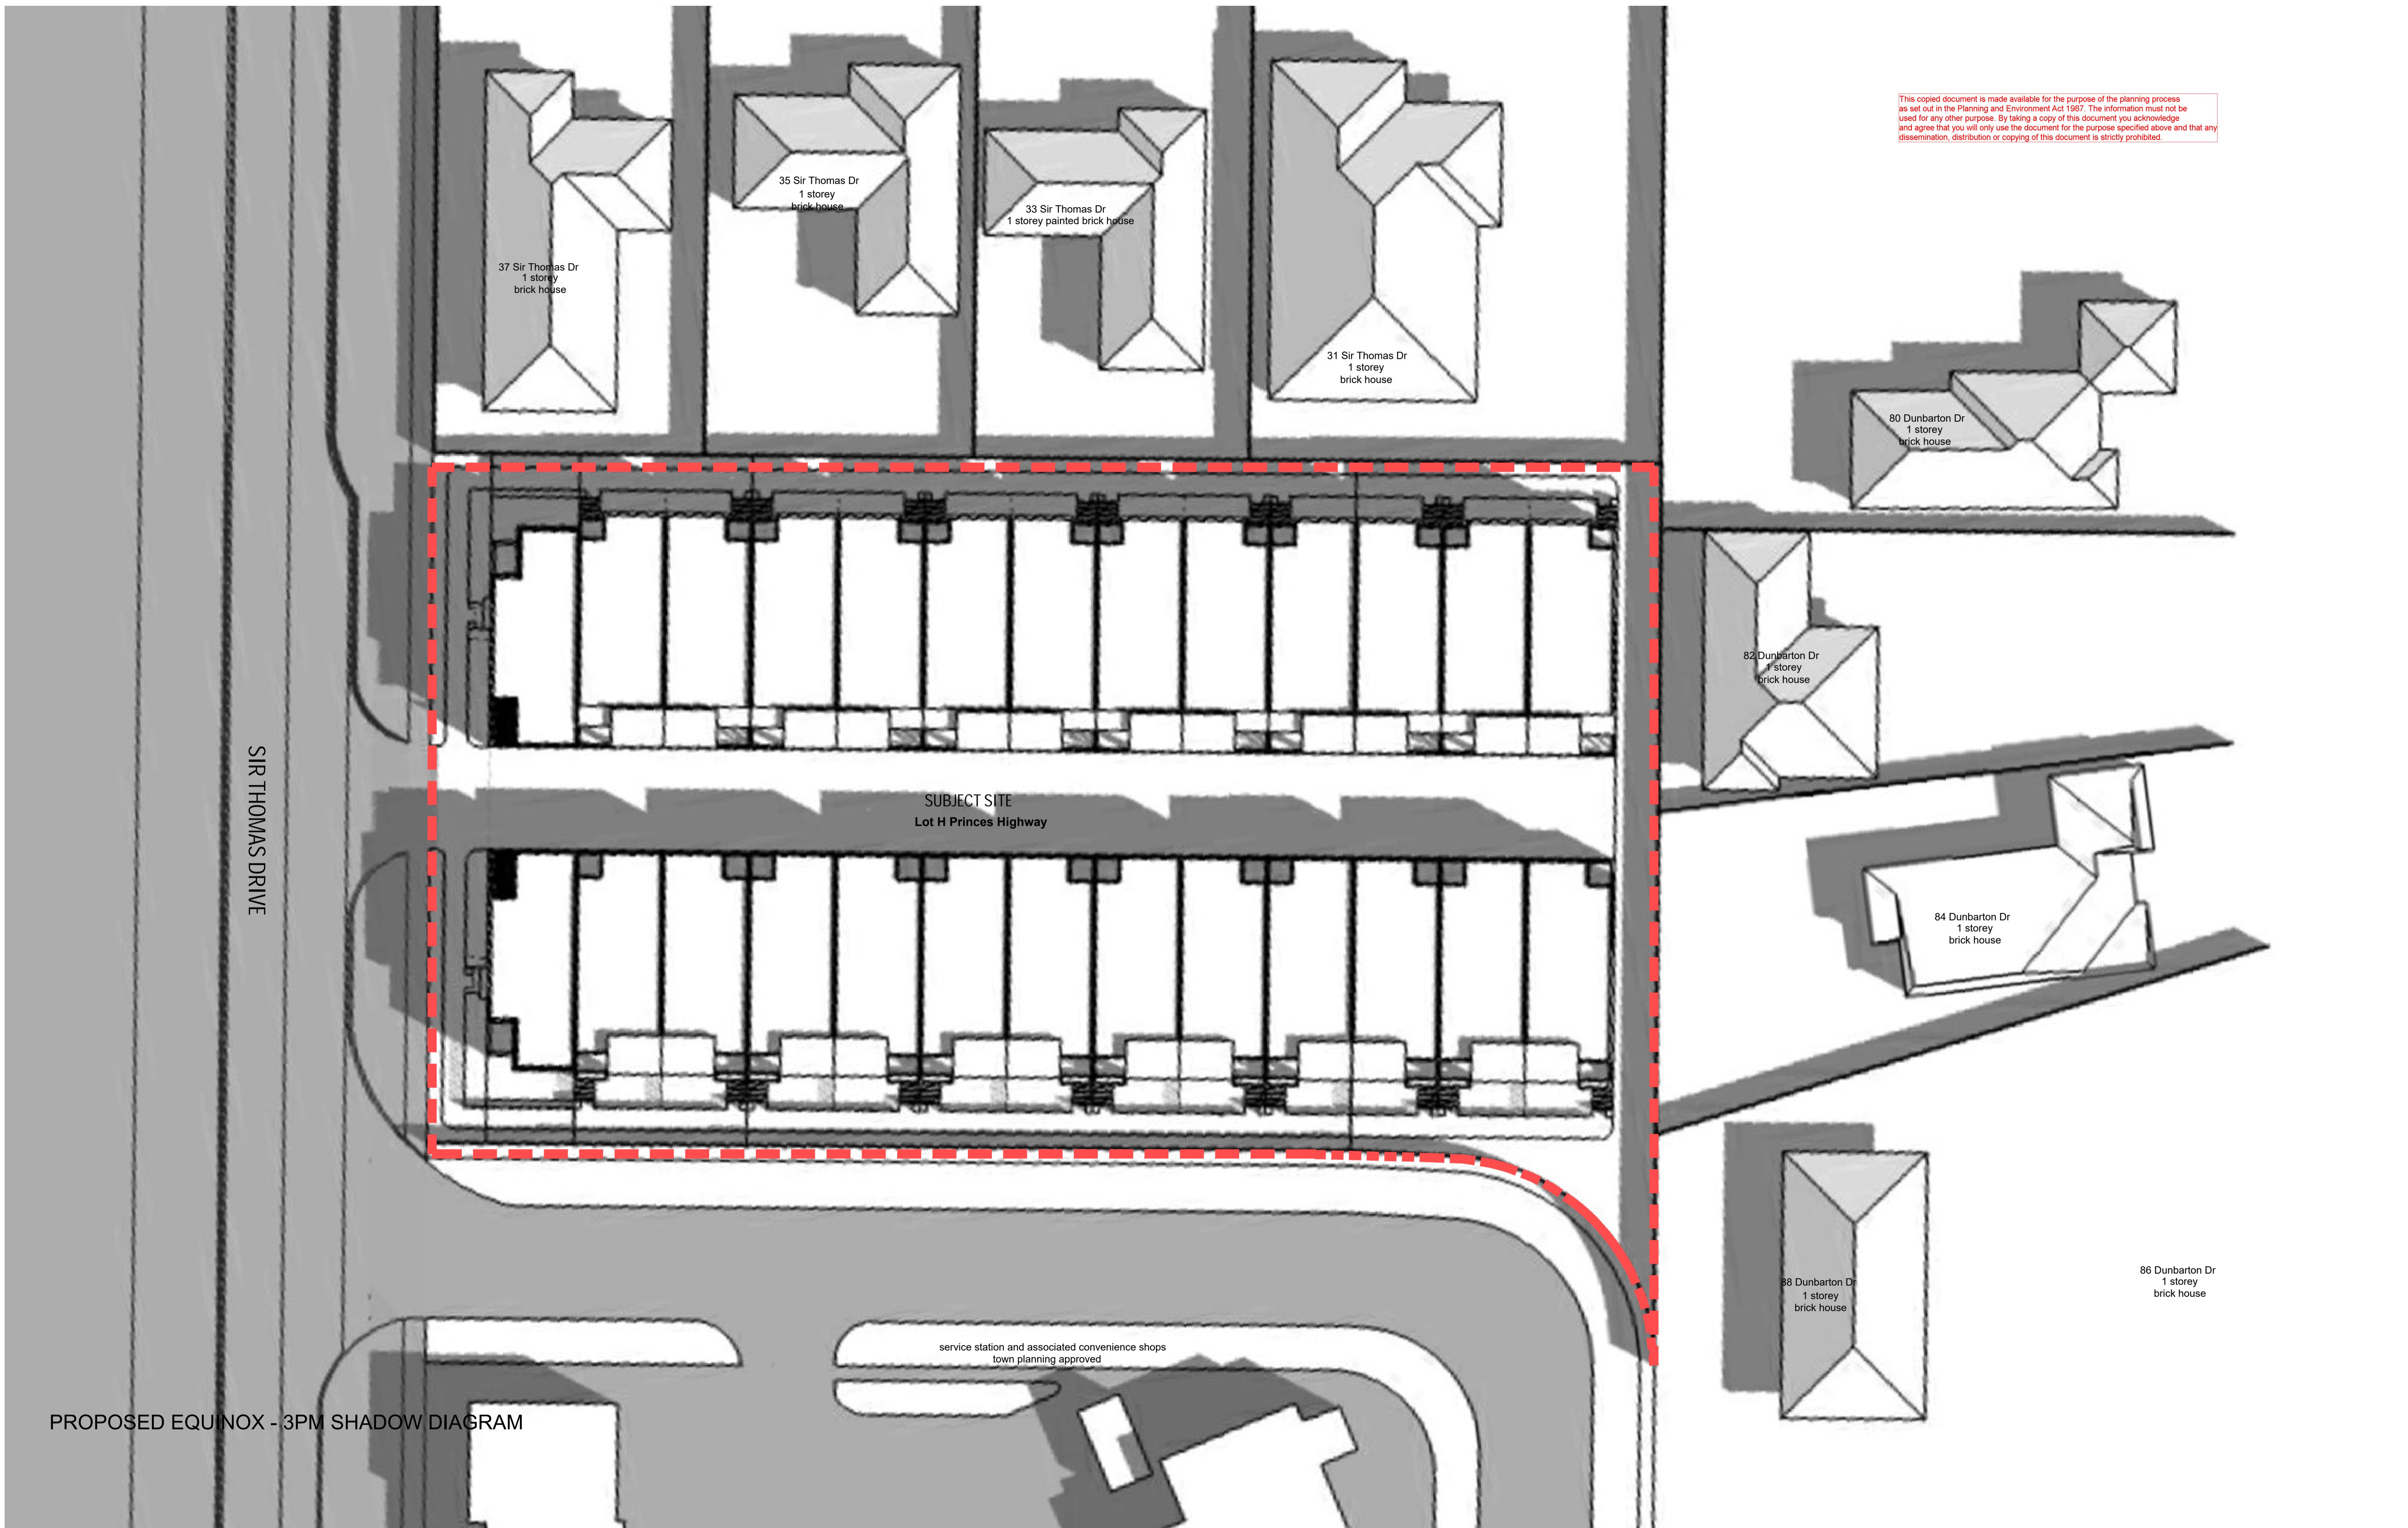 This copied document is made available for the purpose of the planning process
as set out in the Planning and Environment Act 1987. The information must not be
used for any other purpose. By taking a copy of this document you acknowledge
and agree that you will only use the document for the purpose specified above and that any
dissemination, distribution or copying of this document is strictly prohibited.
37 Sir Thomas Dr
1 storey
brick house
35 Sir Thomas Dr
1 storey
brick house
33 Sir Thomas Dr
1 storey painted brick house
31 Sir Thomas Dr
1 storey
brick house
80 Dunbarton Dr
1 storey
brick house
82 Dunbarton Dr
1 storey
brick house
84 Dunbarton Dr
1 storey
brick house
SIR THOMAS DRIVE
SUBJECT SITE
Lot H Princes Highway
88 Dunbarton Dr
1 storey
brick house
86 Dunbarton Dr
1 storey
brick house
service station and associated convenience shops
town planning approved
PROPOSED EQUINOX - 3PM SHADOW DIAGRAM